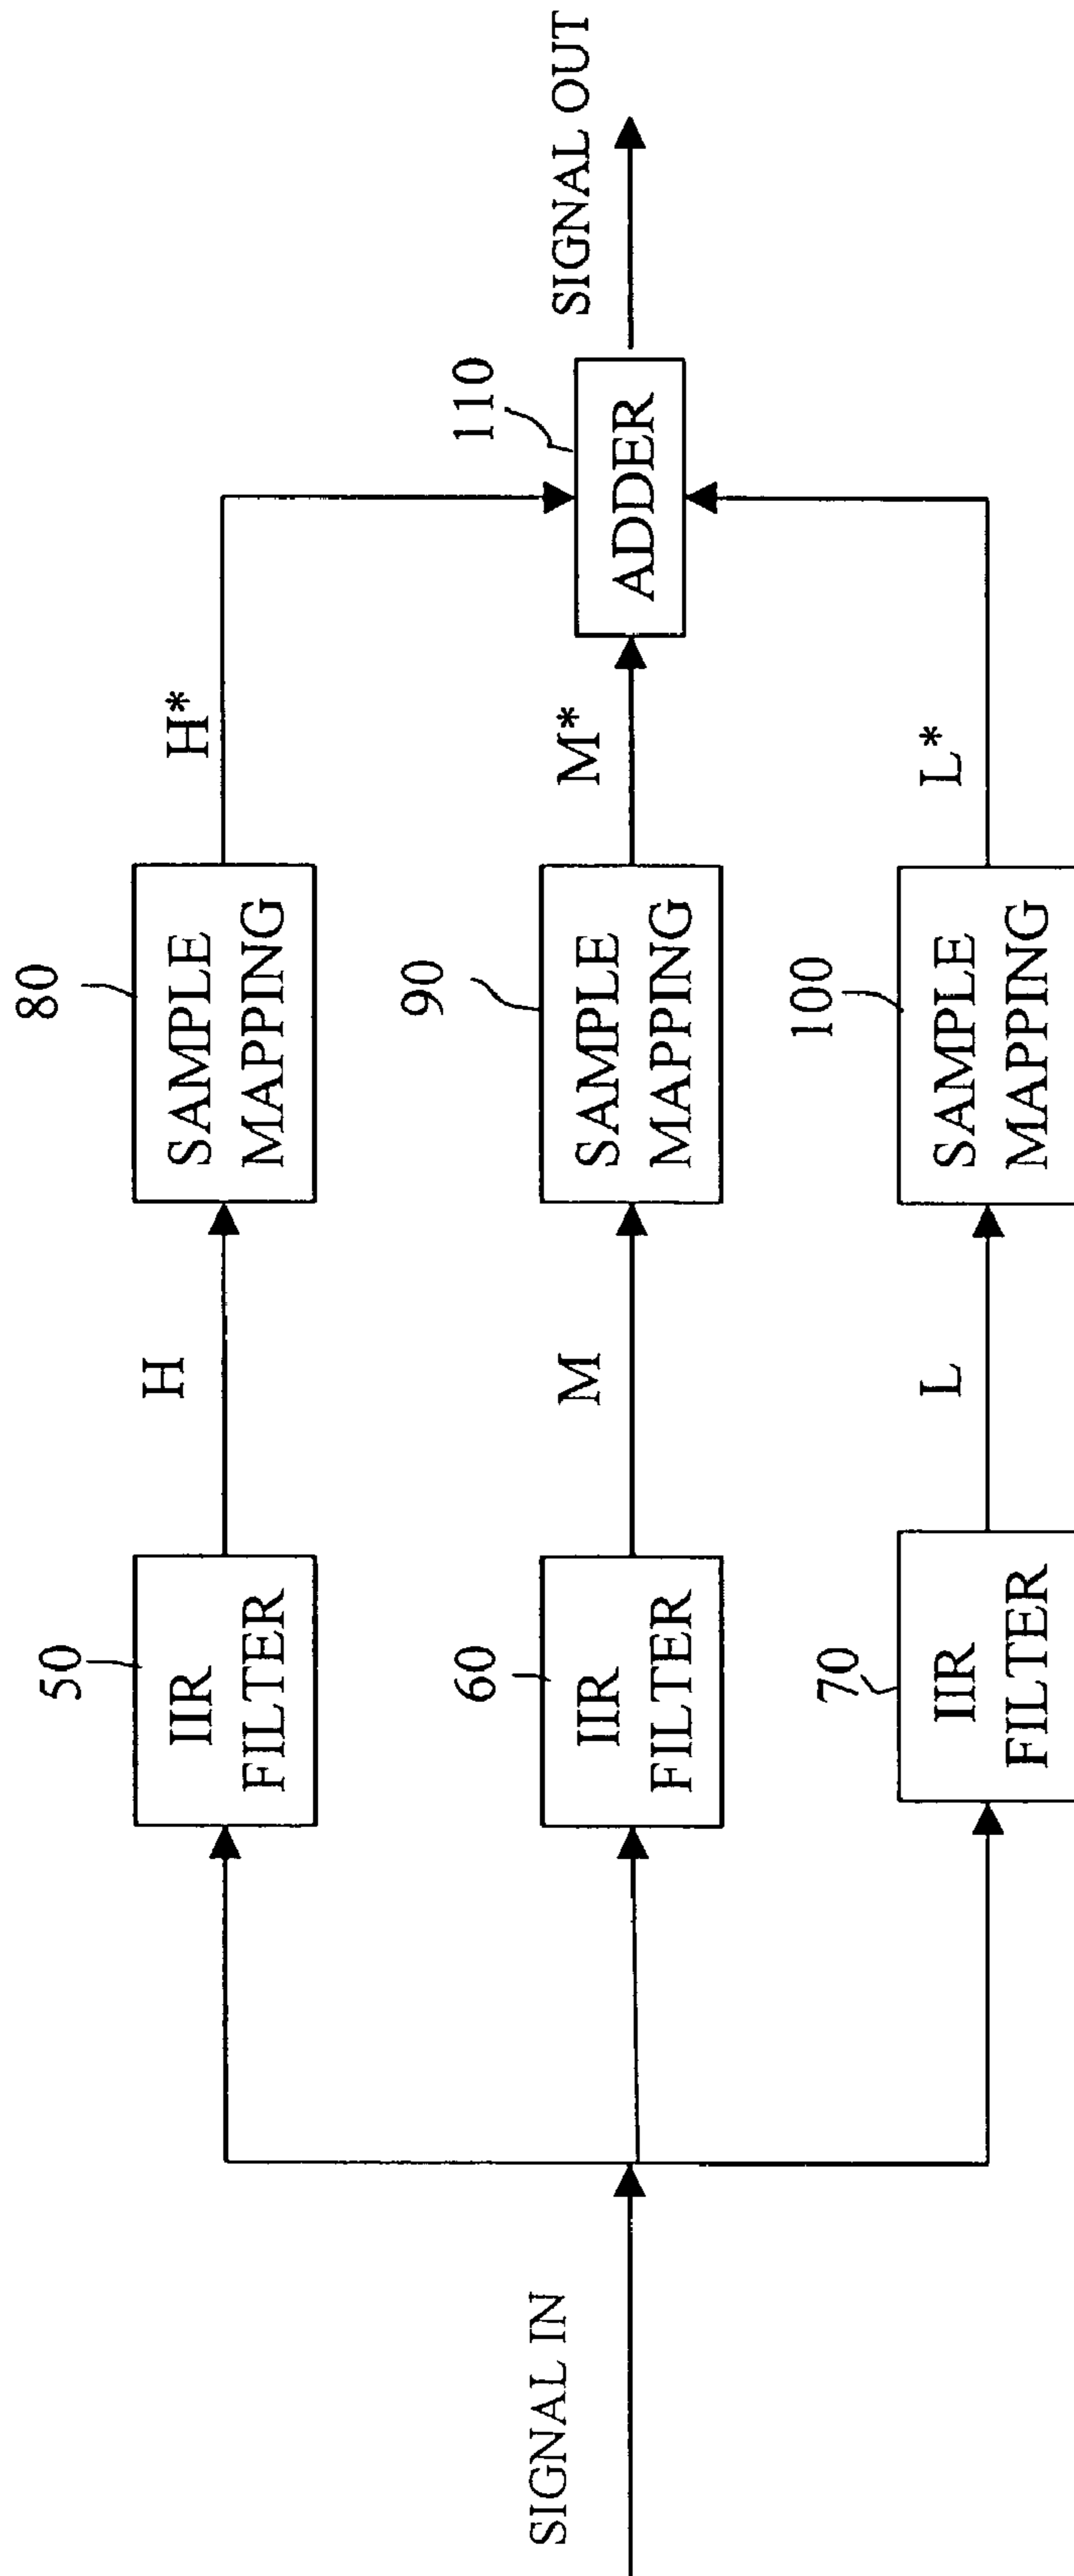 SIGNAL IN
50
IIR
FILTER
H
80
SAMPLE
MAPPING
H*
60
IIR
FILTER
M
90
SAMPLE
MAPPING
M*
70
IIR
FILTER
L
100
SAMPLE
MAPPING
L*
110
ADDER
SIGNAL OUT